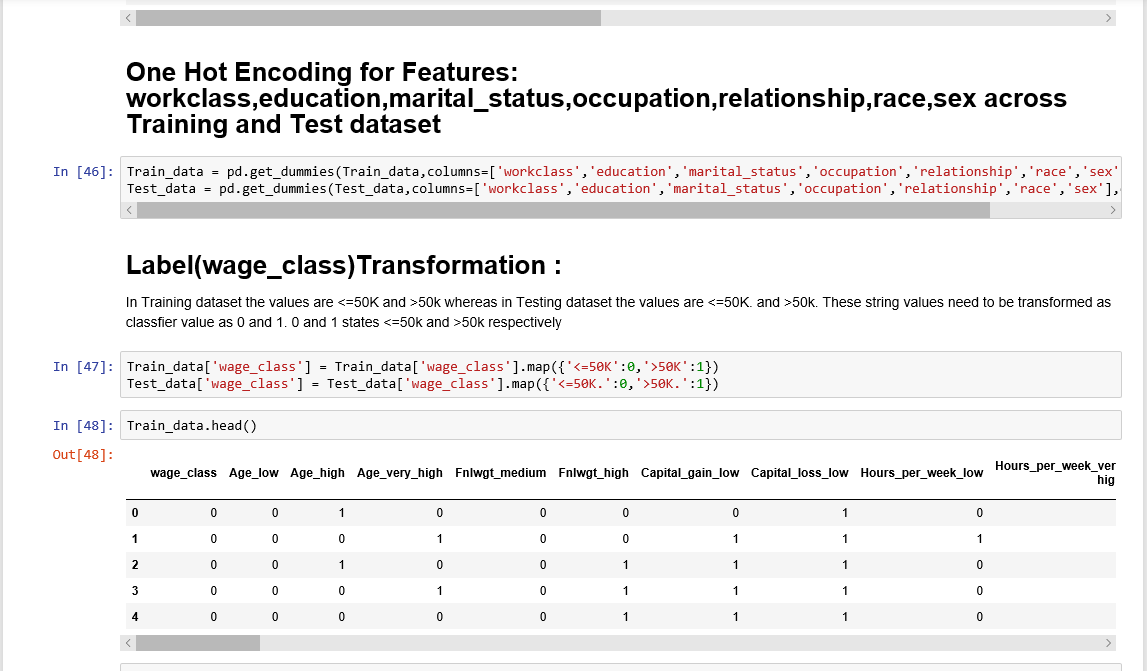 One Hot Encoding for Features:
workclass,education,marital_status,occupation,relationship,race,sex across
Training and Test dataset
In [46]: Train_data = pd.get_dummies(Train_data,columns=['workclass','education','marital_status','occupation','relationship','race','sex'
Test_data = pd.get_dummies(Test_data,columns=['workclass','education','marital_status','occupation','relationship','race','sex'],
Label(wage_class)Transformation :
In Training dataset the values are <=50K and >50k whereas in Testing dataset the values are <=50K. and >50k. These string values need to be transformed as
classfier value as 0 and 1. 0 and 1 states <=50k and >50k respectively
In [47]: Train_data['wage_class'] = Train_data['wage_class'].map({'<=50K':0,'>50K':1})
Test_data['wage_class'] = Test_data['wage_class'].map({'<=50K.':0,'>50K.':1})
In [48]: Train_data.head()
Out[48]:
wage_class Age_low Age_high Age_very_high Fnlwgt_medium Fnlwgt_high Capital_gain_low Capital_loss_low Hours_per_week_low Hours_per_week_ver
hig
0 0 0 1 0 0 0 0 1 0
1 0 0 0 1 0 0 1 1 1
2 0 0 1 0 0 1 1 1 0
3 0 0 0 1 0 1 1 1 0
4 0 0 0 0 0 1 1 1 0